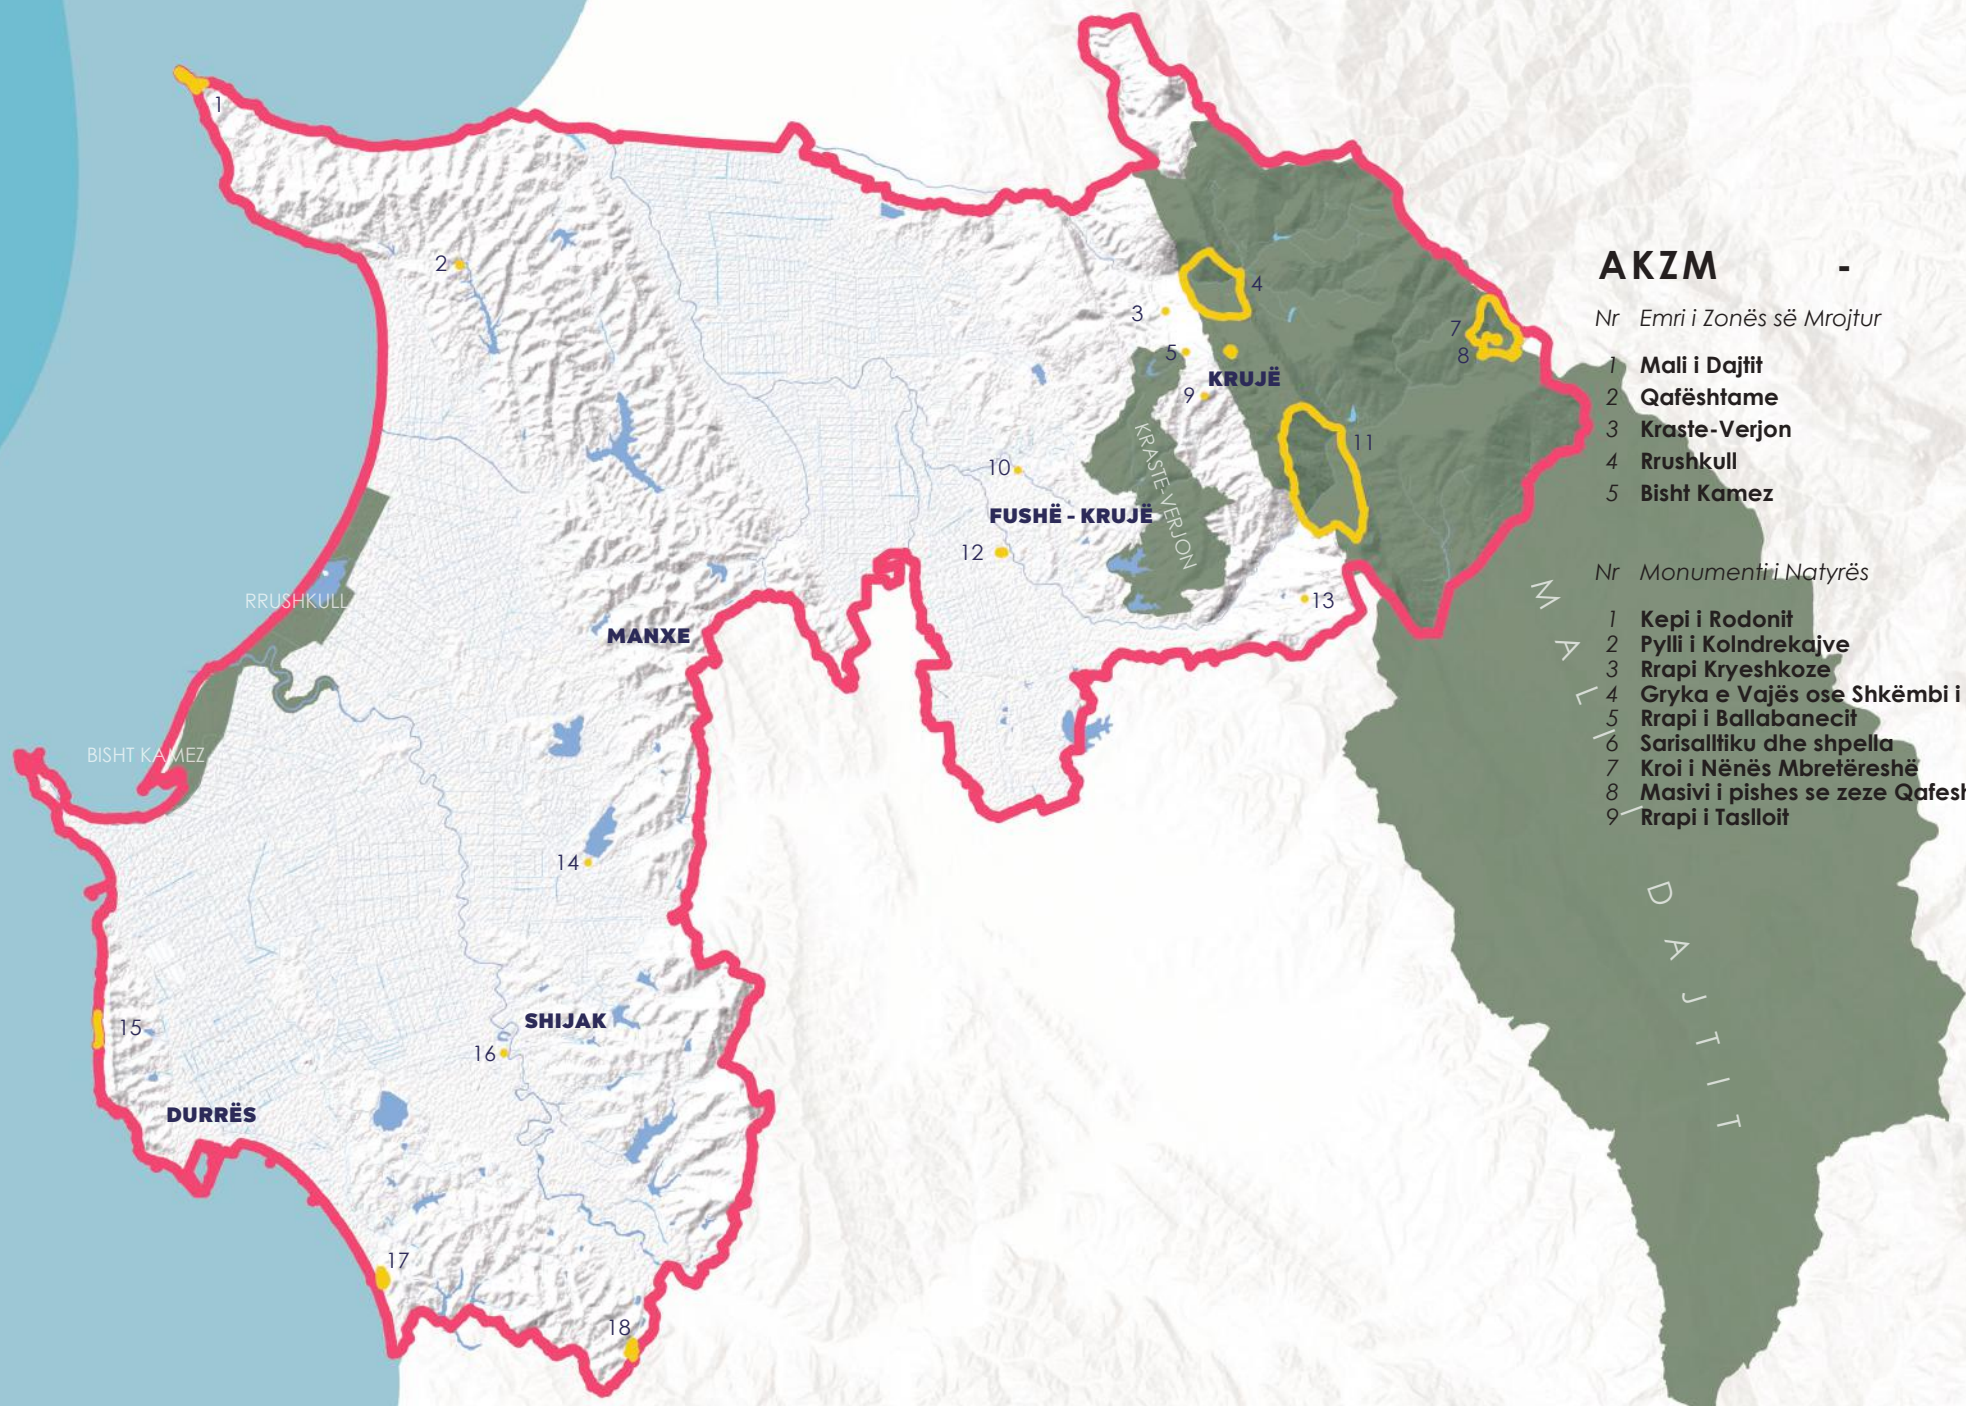 AKZM -
Nr Emri i Zonës së Mrojtur
1 Mali i Dajtit
2 Qafështame
3 Kraste-Verjon
4 Rrushkull
5 Bisht Kamez
Nr Monumenti i Natyrës
1 Kepi i Rodonit
2 Pylli i Kolndrekajve
3 Rrapi Kryeshkoze
4 Gryka e Vajës ose Shkëmbi i
5 Rrapi i Ballabanecit
6 Sarisalltiku dhe shpella
7 Kroi i Nënës Mbretëreshë
8 Masivi i pishes se zeze Qafesh
9 Rrapi i Taslloit
1
2
3
4
5
7
8
KRUJË
9
11
KRASTE-VERJON
10
FUSHË - KRUJË
12
13
RRUSHKULL
MANXE
BISHT KAMEZ
14
15
SHIJAK
16
DURRËS
17
18
MALI I DAJTIT